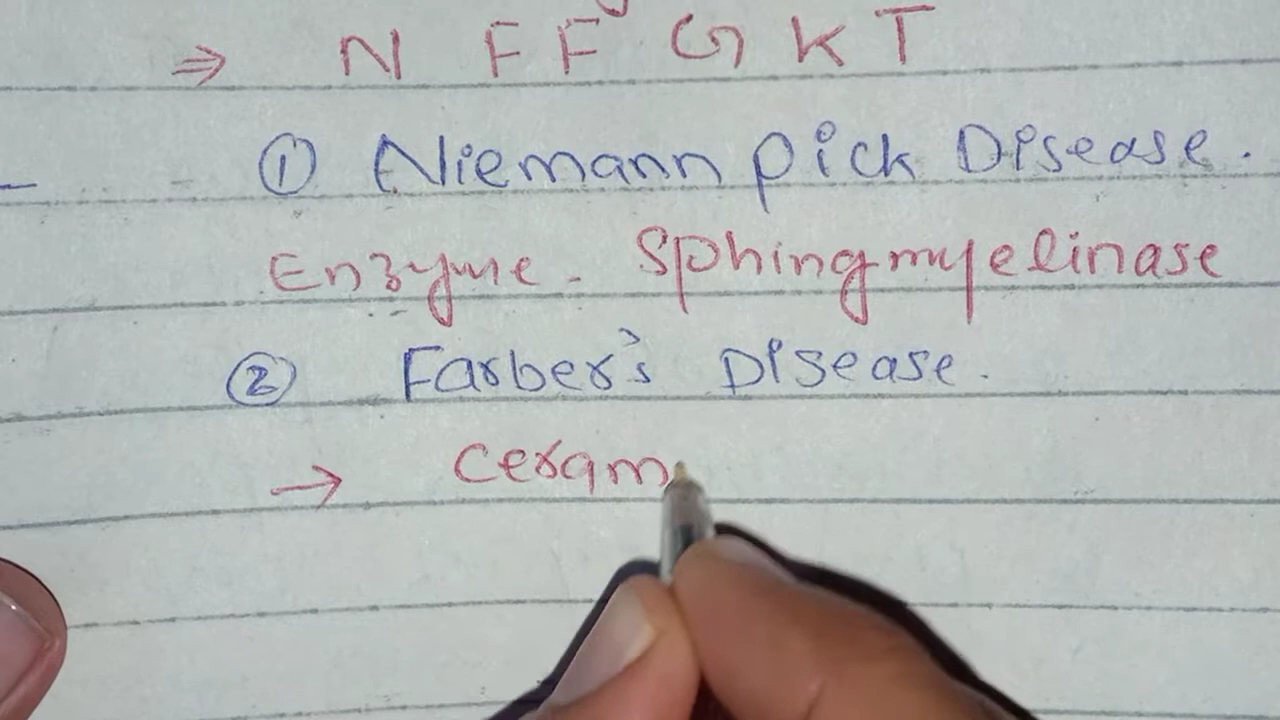 ⇒ N F F G K T
① Niemann pick Disease.
Enzyme - Sphingmyelinase
② Farber's Disease.
→ Ceram